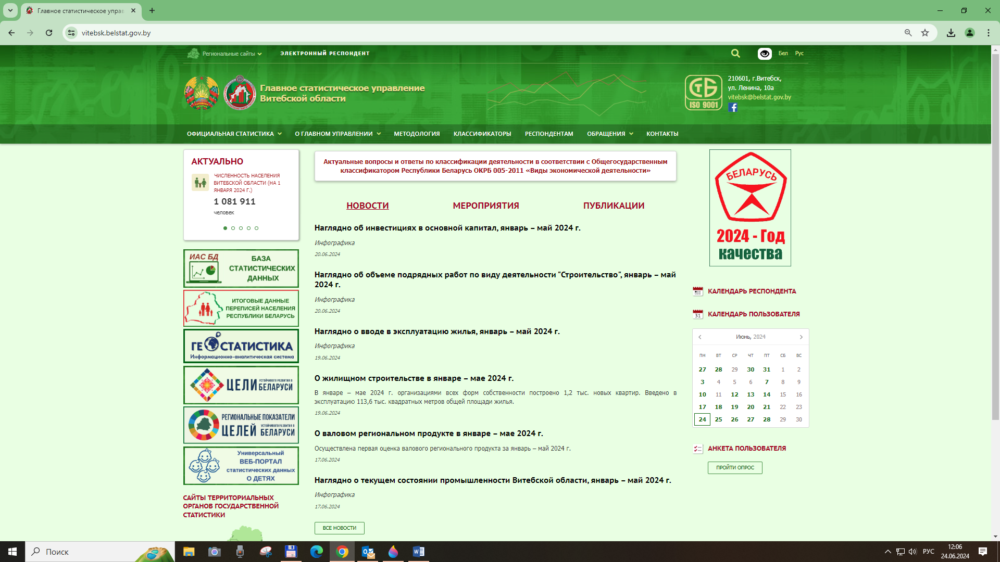 Главное статистическое управ
vitebsk.belstat.gov.by
Региональные сайты
ЭЛЕКТРОННЫЙ РЕСПОНДЕНТ
Бел
Рус
Главное статистическое управление
Витебской области
СТБ
ISO 9001
210601, г.Витебск,
ул. Ленина, 10а
vitebsk@belstat.gov.by
ОФИЦИАЛЬНАЯ СТАТИСТИКА
О ГЛАВНОМ УПРАВЛЕНИИ
МЕТОДОЛОГИЯ
КЛАССИФИКАТОРЫ
РЕСПОНДЕНТАМ
ОБРАЩЕНИЯ
КОНТАКТЫ
АКТУАЛЬНО
ЧИСЛЕННОСТЬ НАСЕЛЕНИЯ
ВИТЕБСКОЙ ОБЛАСТИ (НА 1
ЯНВАРЯ 2024 Г.)
1 081 911
человек
ИАС БД
БАЗА
СТАТИСТИЧЕСКИХ
ДАННЫХ
ИТОГОВЫЕ ДАННЫЕ
ПЕРЕПИСЕЙ НАСЕЛЕНИЯ
РЕСПУБЛИКИ БЕЛАРУСЬ
ГЕОСТАТИСТИКА
Информационно-аналитическая система
ЦЕЛИ УСТОЙЧИВОГО РАЗВИТИЯ В
БЕЛАРУСИ
РЕГИОНАЛЬНЫЕ ПОКАЗАТЕЛИ
ЦЕЛЕЙ УСТОЙЧИВОГО РАЗВИТИЯ В
БЕЛАРУСИ
Универсальный
ВЕБ-ПОРТАЛ
статистических данных
О ДЕТЯХ
САЙТЫ ТЕРРИТОРИАЛЬНЫХ
ОРГАНОВ ГОСУДАРСТВЕННОЙ
СТАТИСТИКИ
Актуальные вопросы и ответы по классификации деятельности в соответствии с Общегосударственным
классификатором Республики Беларусь ОКРБ 005-2011 «Виды экономической деятельности»
НОВОСТИ
МЕРОПРИЯТИЯ
ПУБЛИКАЦИИ
Наглядно об инвестициях в основной капитал, январь – май 2024 г.
Инфографика
20.06.2024
Наглядно об объеме подрядных работ по виду деятельности "Строительство", январь – май
2024 г.
Инфографика
20.06.2024
Наглядно о вводе в эксплуатацию жилья, январь – май 2024 г.
Инфографика
19.06.2024
О жилищном строительстве в январе – мае 2024 г.
В январе – мае 2024 г. организациями всех форм собственности построено 1,2 тыс. новых квартир. Введено в
эксплуатацию 113,6 тыс. квадратных метров общей площади жилья.
19.06.2024
О валовом региональном продукте в январе – мае 2024 г.
Осуществлена первая оценка валового регионального продукта за январь – май 2024 г.
17.06.2024
Наглядно о текущем состоянии промышленности Витебской области, январь – май 2024 г.
Инфографика
17.06.2024
ВСЕ НОВОСТИ
БЕЛАРУСЬ
2024 - Год
качества
КАЛЕНДАРЬ РЕСПОНДЕНТА
31
КАЛЕНДАРЬ ПОЛЬЗОВАТЕЛЯ
Июнь, 2024
ПН ВТ СР ЧТ ПТ СБ ВС
27 28 29 30 31 1 2
3 4 5 6 7 8 9
10 11 12 13 14 15 16
17 18 19 20 21 22 23
24 25 26 27 28 29 30
АНКЕТА ПОЛЬЗОВАТЕЛЯ
ПРОЙТИ ОПРОС
Поиск
РУС
12:06
24.06.2024